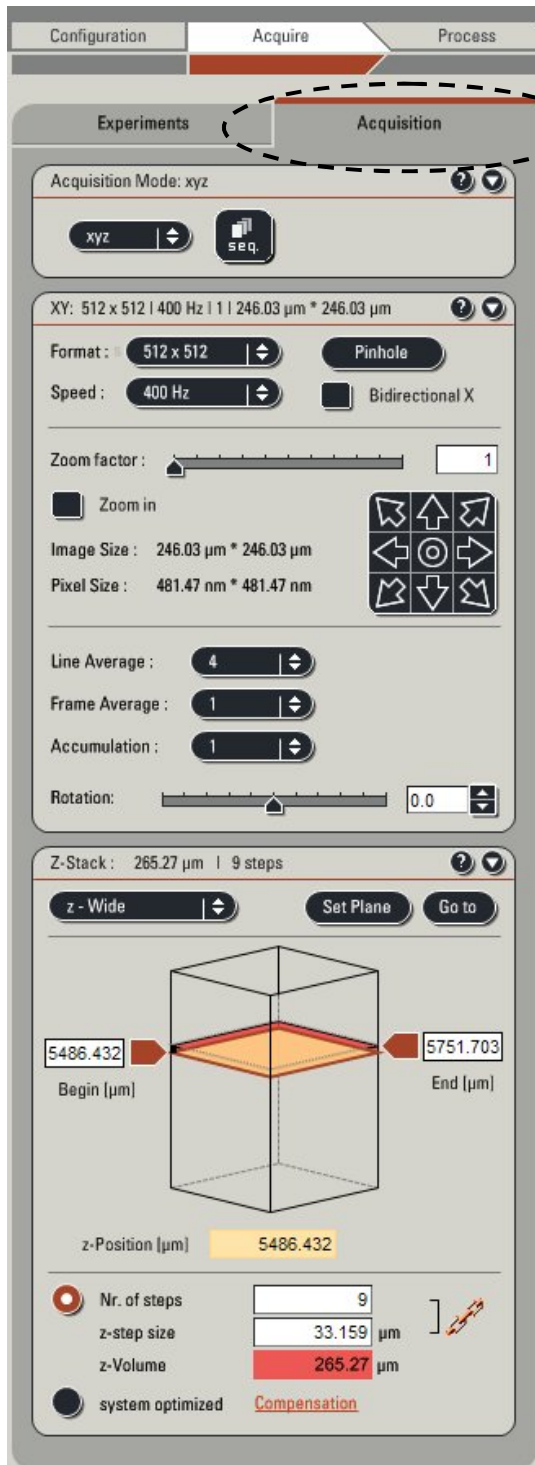 Configuration Acquire Process
Experiments Acquisition
Acquisition Mode: xyz ?
xyz seq.
XY: 512 x 512 | 400 Hz | 1 | 246.03 µm * 246.03 µm ?
Format : 512 x 512 Pinhole
Speed : 400 Hz Bidirectional X
Zoom factor : 1
Zoom in
Image Size : 246.03 µm * 246.03 µm
Pixel Size : 481.47 nm * 481.47 nm
Line Average : 4
Frame Average : 1
Accumulation : 1
Rotation: 0.0
Z-Stack : 265.27 µm | 9 steps ?
z - Wide Set Plane Go to
5486.432 5751.703
Begin [µm] End [µm]
z-Position [µm] 5486.432
Nr. of steps 9
z-step size 33.159 µm
z-Volume 265.27 µm
system optimized Compensation